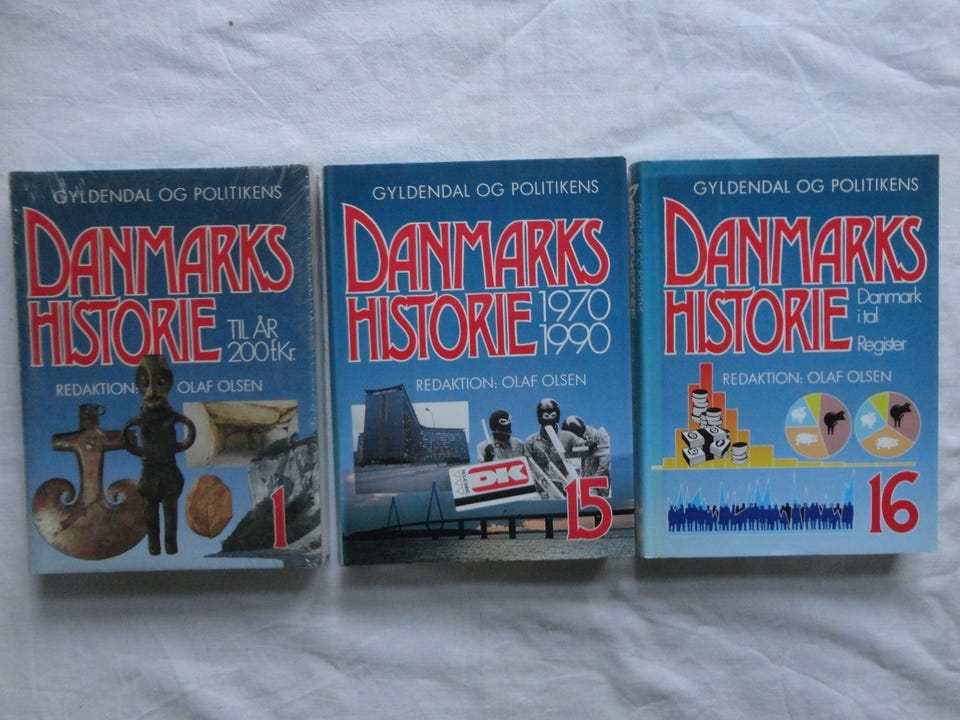 GYLDENDAL OG POLITIKENS
DANMARKS
HISTORIE
TIL ÅR
200 f.Kr.
REDAKTION: OLAF OLSEN
1
GYLDENDAL OG POLITIKENS
DANMARKS
HISTORIE
1970
1990
REDAKTION: OLAF OLSEN
DK
15
GYLDENDAL OG POLITIKENS
DANMARKS
HISTORIE
Danmark
i tal
Register
REDAKTION: OLAF OLSEN
16